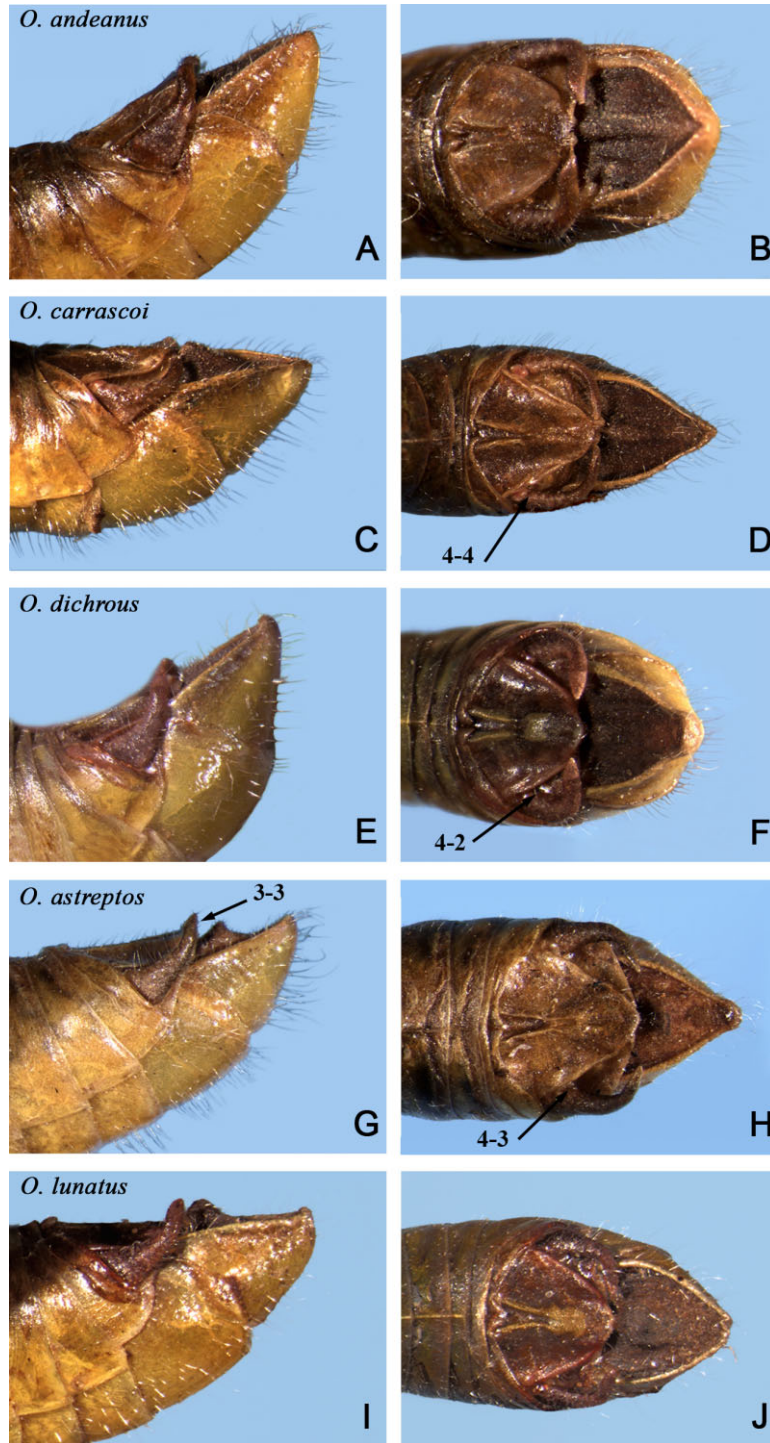 O. andeanus
A
B
O. carrascoi
C
4-4
D
O. dichrous
E
4-2
F
O. astreptos
3-3
G
4-3
H
O. lunatus
I
J